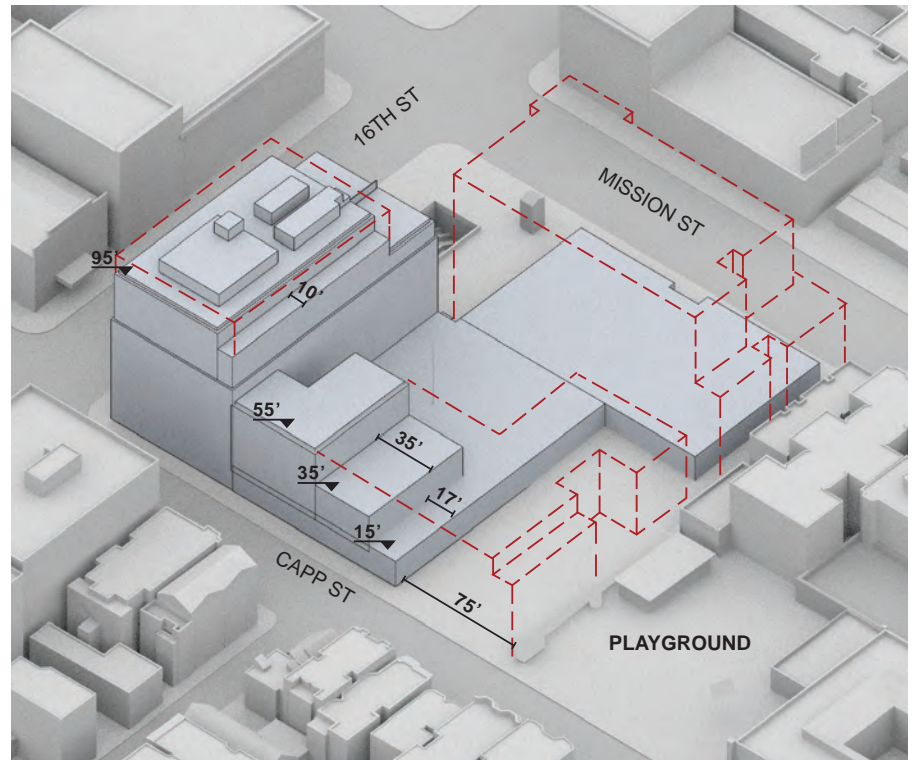 16TH ST
MISSION ST
95'
10'
55'
35'
35'
17'
15'
CAPP ST
75'
PLAYGROUND